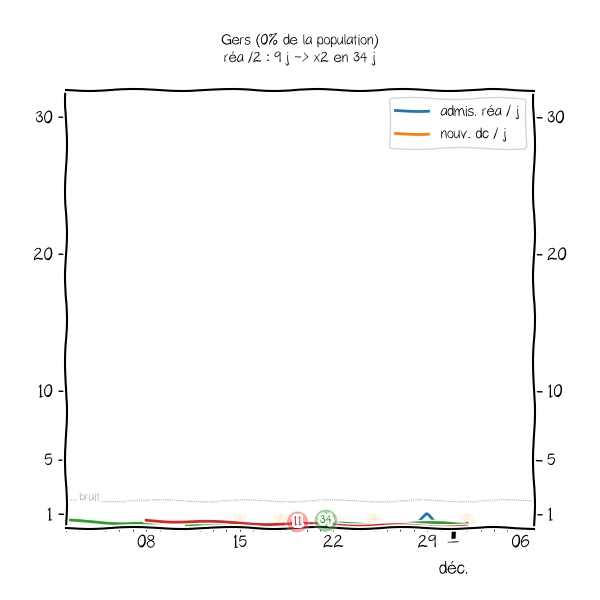 Gers (0% de la population)
réa /2 : 9 j -> x2 en 34 j
admis. réa / j
nouv. dc / j
30
30
20
20
10
10
5
5
... bruit
1
1
11
34
08
15
22
29
06
déc.